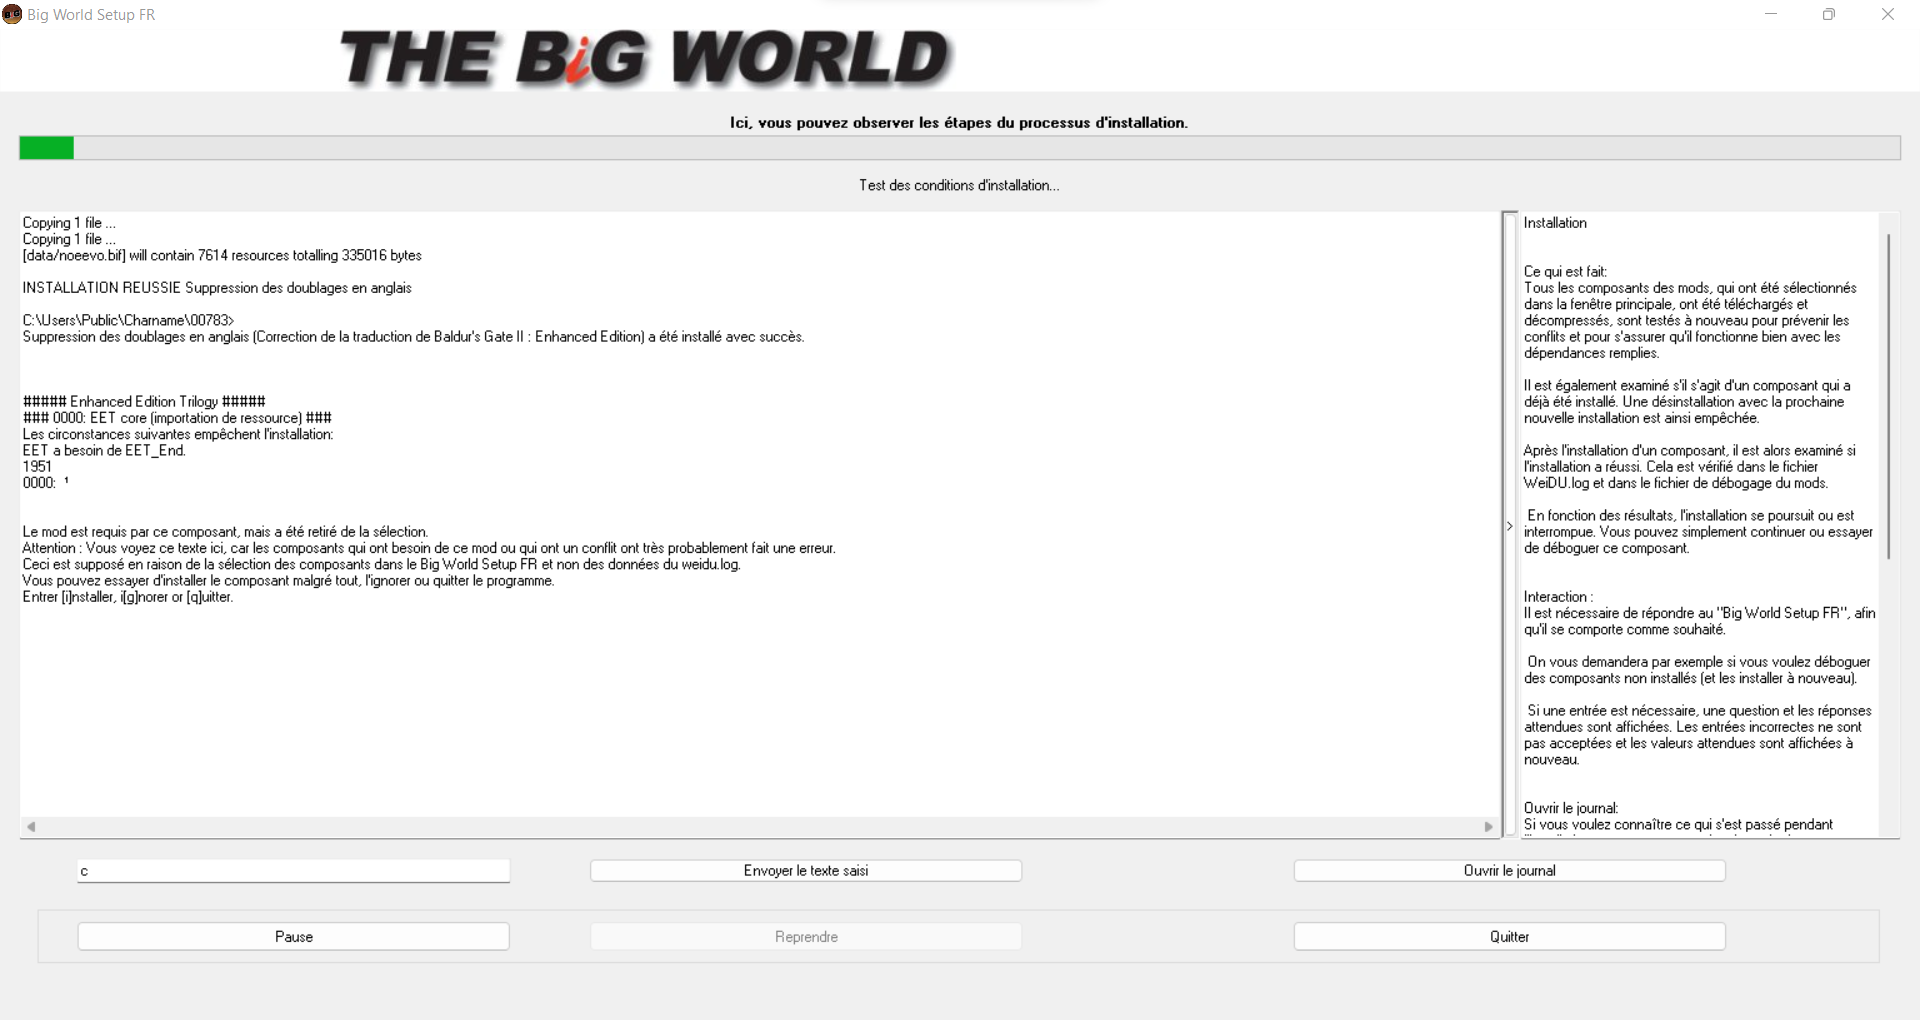 Big World Setup FR
THE BiG WORLD
Ici, vous pouvez observer les étapes du processus d'installation.
Test des conditions d'installation...
Copying 1 file ...
Copying 1 file ...
[data/noeevo.bif] will contain 7614 resources totalling 335016 bytes
INSTALLATION REUSSIE Suppression des doublages en anglais
C:\Users\Public\Charname\00783>
Suppression des doublages en anglais (Correction de la traduction de Baldur's Gate II : Enhanced Edition) a été installé avec succès.
##### Enhanced Edition Trilogy #####
### 0000: EET core (importation de ressource) ###
Les circonstances suivantes empêchent l'installation:
EET a besoin de EET_End.
1951
0000: ¹
Le mod est requis par ce composant, mais a été retiré de la sélection.
Attention : Vous voyez ce texte ici, car les composants qui ont besoin de ce mod ou qui ont un conflit ont très probablement fait une erreur.
Ceci est supposé en raison de la sélection des composants dans le Big World Setup FR et non des données du weidu.log.
Vous pouvez essayer d'installer le composant malgré tout, l'ignorer ou quitter le programme.
Entrer [i]nstaller, i[g]norer or [q]uitter.
>
Installation
Ce qui est fait:
Tous les composants des mods, qui ont été sélectionnés
dans la fenêtre principale, ont été téléchargés et
décompressés, sont testés à nouveau pour prévenir les
conflits et pour s'assurer qu'il fonctionne bien avec les
dépendances remplies.
Il est également examiné s'il s'agit d'un composant qui a
déjà été installé. Une désinstallation avec la prochaine
nouvelle installation est ainsi empêchée.
Après l'installation d'un composant, il est alors examiné si
l'installation a réussi. Cela est vérifié dans le fichier
WeiDU.log et dans le fichier de débogage du mods.
En fonction des résultats, l'installation se poursuit ou est
interrompue. Vous pouvez simplement continuer ou essayer
de déboguer ce composant.
Interaction :
Il est nécessaire de répondre au "Big World Setup FR", afin
qu'il se comporte comme souhaité.
On vous demandera par exemple si vous voulez déboguer
des composants non installés (et les installer à nouveau).
Si une entrée est nécessaire, une question et les réponses
attendues sont affichées. Les entrées incorrectes ne sont
pas acceptées et les valeurs attendues sont affichées à
nouveau.
Ouvrir le journal:
Si vous voulez connaître ce qui s'est passé pendant
c
Envoyer le texte saisi
Ouvrir le journal
Pause
Reprendre
Quitter